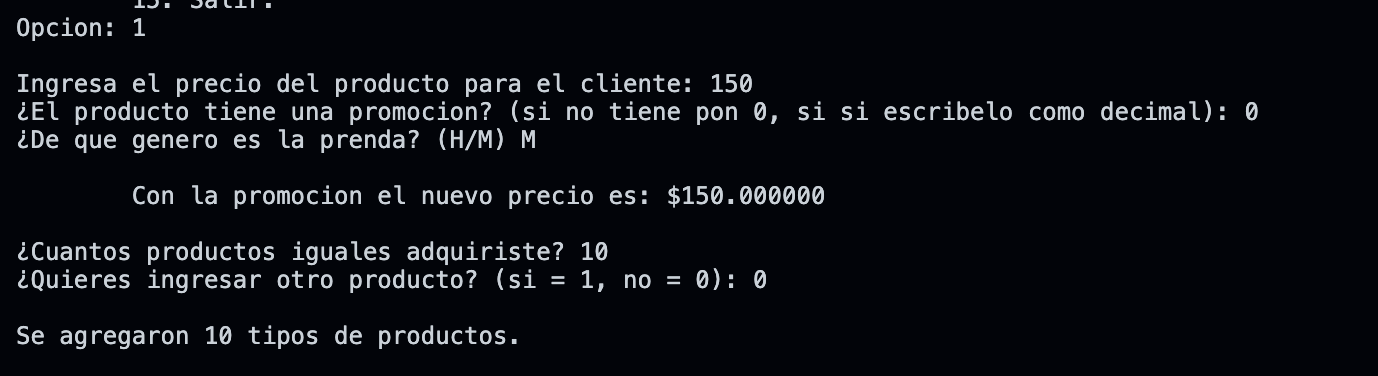 15. Salir.
Opcion: 1
Ingresa el precio del producto para el cliente: 150
¿El producto tiene una promocion? (si no tiene pon 0, si si escribelo como decimal): 0
¿De que genero es la prenda? (H/M) M
Con la promocion el nuevo precio es: $150.000000
¿Cuantos productos iguales adquiriste? 10
¿Quieres ingresar otro producto? (si = 1, no = 0): 0
Se agregaron 10 tipos de productos.